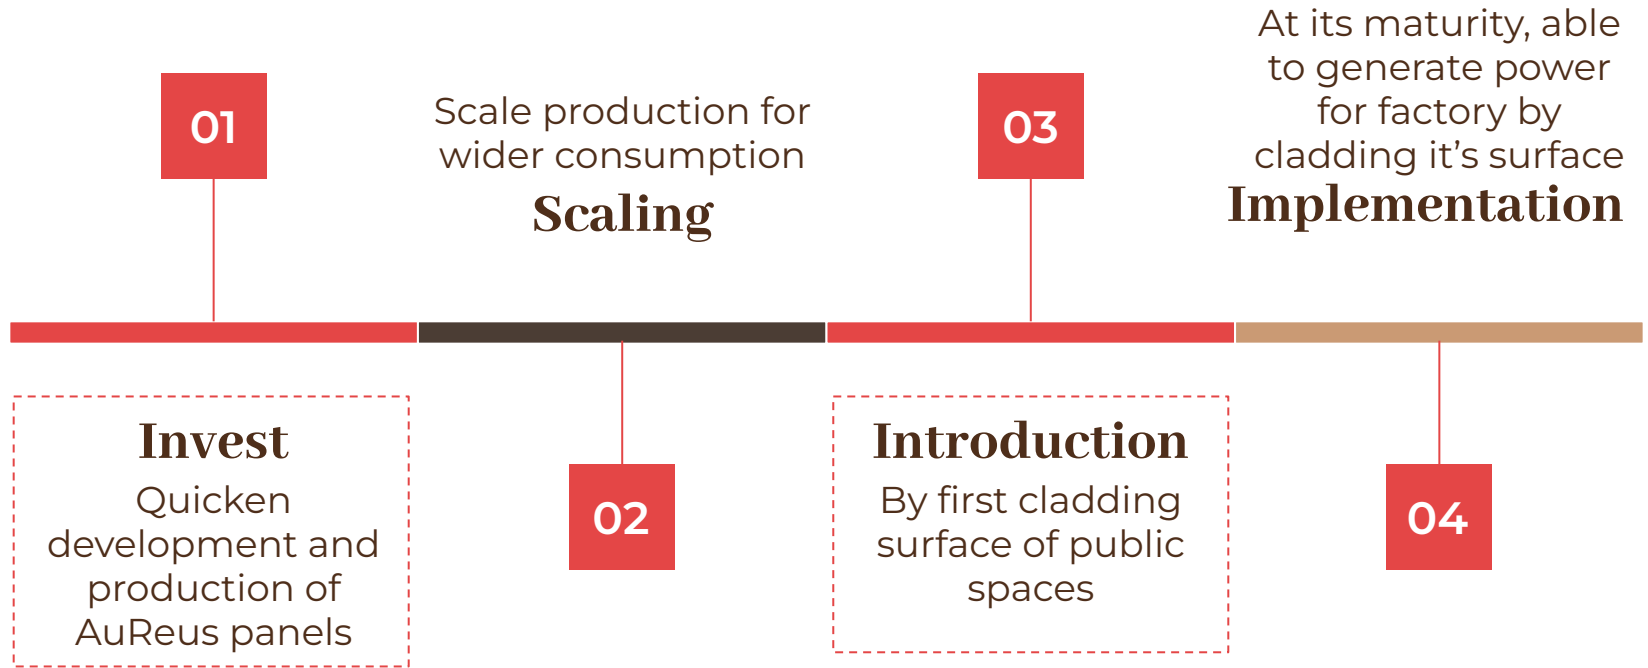 01
Invest
Quicken
development and
production of
AuReus panels
Scale production for
wider consumption
Scaling
02
03
Introduction
By first cladding
surface of public
spaces
At its maturity, able
to generate power
for factory by
cladding it’s surface
Implementation
04